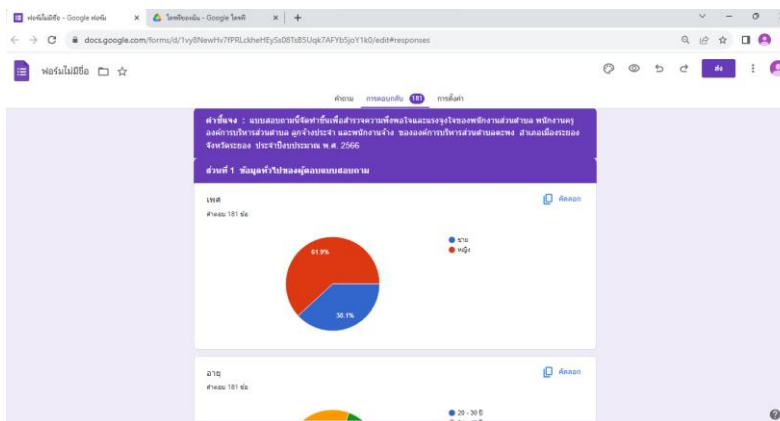 ฟอร์มไม่มีชื่อ - Google ฟอร์ม
ไดรฟ์ของฉัน - Google ไดรฟ์
docs.google.com/forms/d/1vy8NewHv7fPRLckheHEySs08TsB5Uqk7AFYb5joY1k0/edit#responses
ฟอร์มไม่มีชื่อ
ส่ง
คำถาม การตอบกลับ 181 การตั้งค่า
คำชี้แจง : แบบสอบถามนี้จัดทำขึ้นเพื่อสำรวจความพึงพอใจและแรงจูงใจของพนักงานส่วนตำบล พนักงานครู
องค์การบริหารส่วนตำบล ลูกจ้างประจำ และพนักงานจ้าง ขององค์การบริหารส่วนตำบลตะพง อำเภอเมืองระยอง
จังหวัดระยอง ประจำปีงบประมาณ พ.ศ. 2566
ส่วนที่ 1 ข้อมูลทั่วไปของผู้ตอบแบบสอบถาม
เพศ
คัดลอก
คำตอบ 181 ข้อ
ชาย
หญิง
61.9%
38.1%
อายุ
คัดลอก
คำตอบ 181 ข้อ
20 - 30 ปี